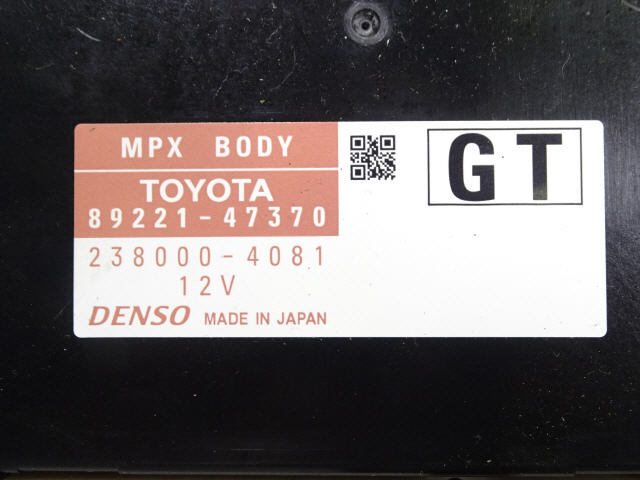 MPX BODY
TOYOTA
89221-47370
238000-4081
12V
DENSO MADE IN JAPAN
GT